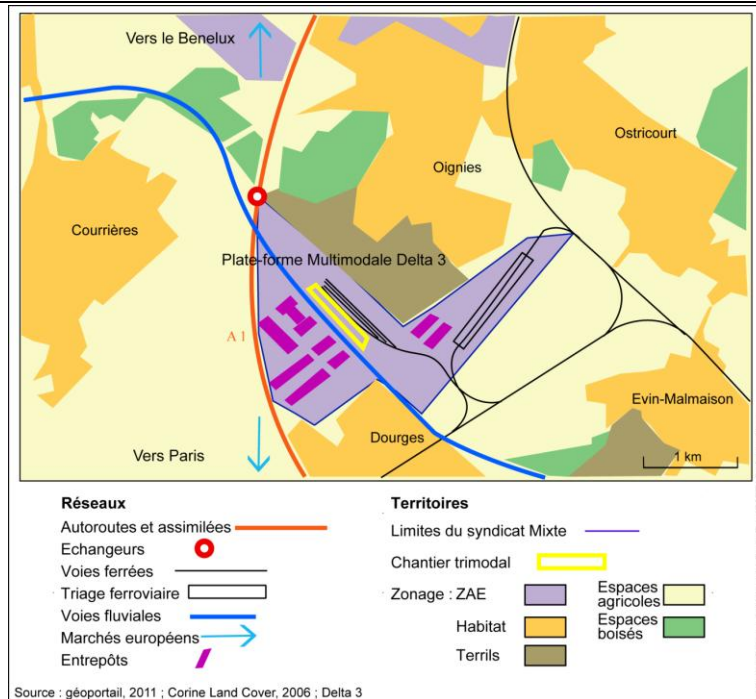 Vers le Benelux
Ostricourt
Oignies
Courrières
Plate-forme Multimodale Delta 3
A 1
Evin-Malmaison
Vers Paris
Dourges
1 km
Réseaux
Autoroutes et assimilées
Echangeurs
Voies ferrées
Triage ferroviaire
Voies fluviales
Marchés européens
Entrepôts
Territoires
Limites du syndicat Mixte
Chantier trimodal
Zonage : ZAE
Habitat
Terrils
Espaces
agricoles
Espaces
boisés
Source : géoportail, 2011 ; Corine Land Cover, 2006 ; Delta 3